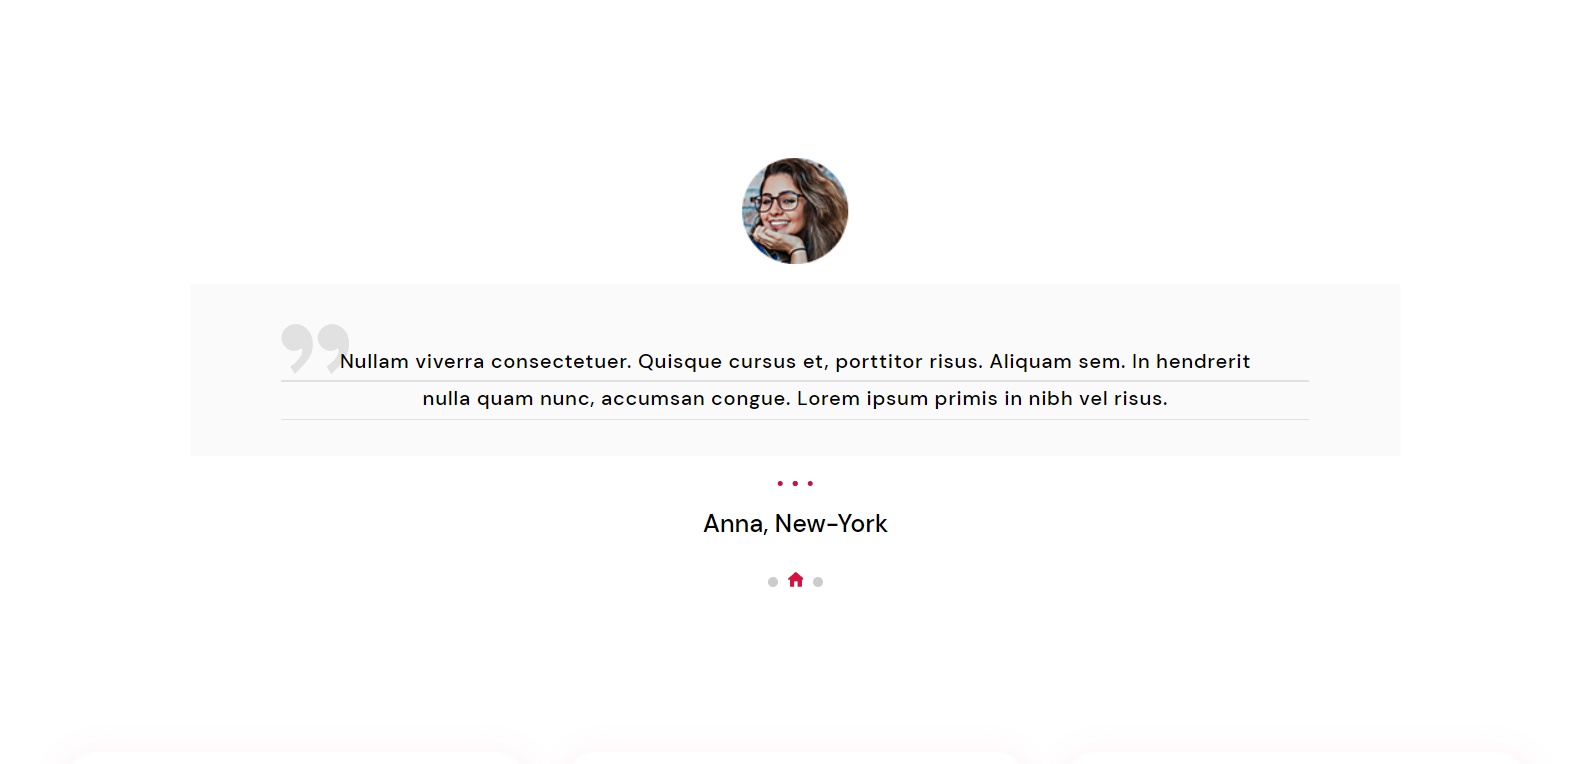 Nullam viverra consectetuer. Quisque cursus et, porttitor risus. Aliquam sem. In hendrerit
nulla quam nunc, accumsan congue. Lorem ipsum primis in nibh vel risus.
Anna, New-York